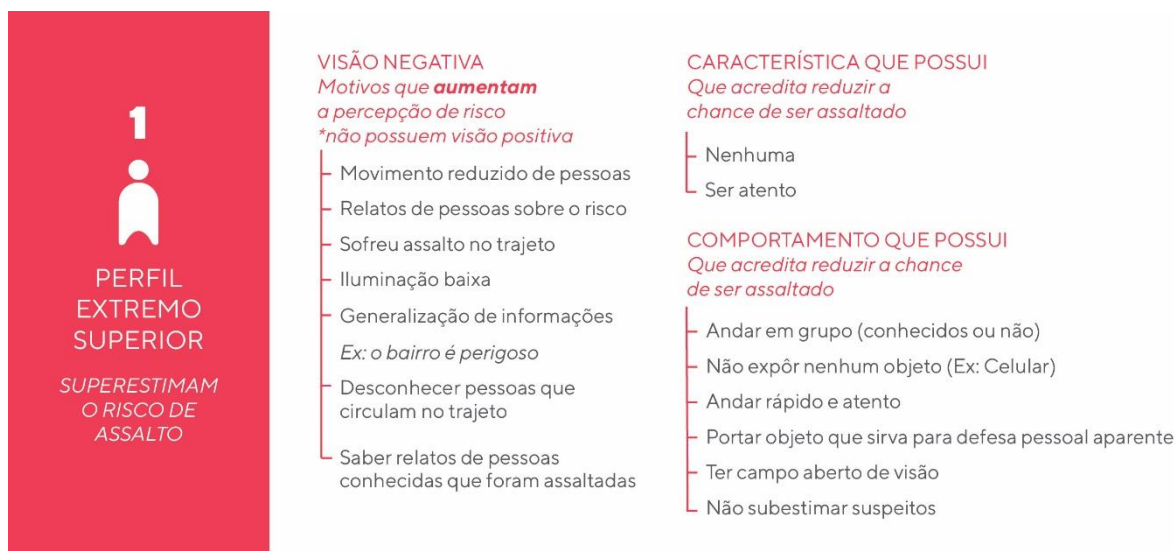 1
PERFIL
EXTREMO
SUPERIOR
SUPERESTIMAM
O RISCO DE
ASSALTO
VISÃO NEGATIVA
Motivos que aumentam
a percepção de risco
*não possuem visão positiva
Movimento reduzido de pessoas
Relatos de pessoas sobre o risco
Sofreu assalto no trajeto
Iluminação baixa
Generalização de informações
Ex: o bairro é perigoso
Desconhecer pessoas que
circulam no trajeto
Saber relatos de pessoas
conhecidas que foram assaltadas
CARACTERÍSTICA QUE POSSUI
Que acredita reduzir a
chance de ser assaltado
Nenhuma
Ser atento
COMPORTAMENTO QUE POSSUI
Que acredita reduzir a chance
de ser assaltado
Andar em grupo (conhecidos ou não)
Não expôr nenhum objeto (Ex: Celular)
Andar rápido e atento
Portar objeto que sirva para defesa pessoal aparente
Ter campo aberto de visão
Não subestimar suspeitos